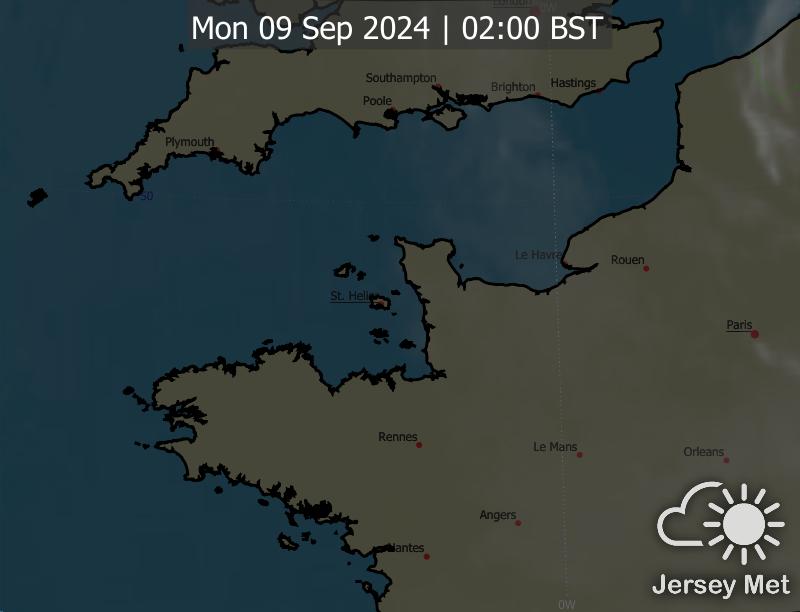 London
0W
Mon 09 Sep 2024 | 02:00 BST
Southampton
Brighton
Hastings
Poole
Plymouth
50
Le Havre
Rouen
St. Helier
Paris
Rennes
Le Mans
Orleans
Angers
Nantes
0W
Jersey Met